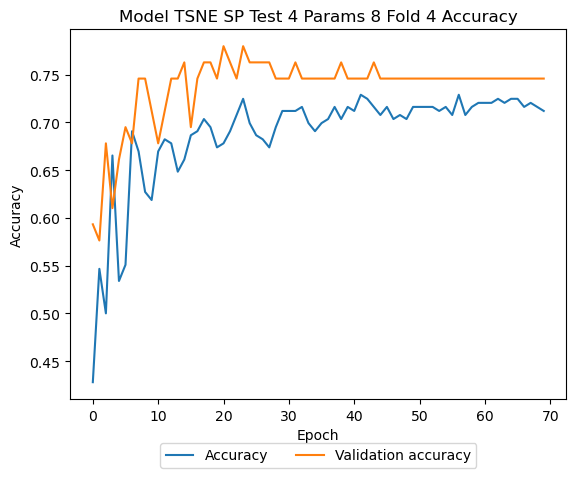 Model TSNE SP Test 4 Params 8 Fold 4 Accuracy
Accuracy
0.75
0.70
0.65
0.60
0.55
0.50
0.45
0 10 20 30 40 50 60 70
Epoch
Accuracy Validation accuracy